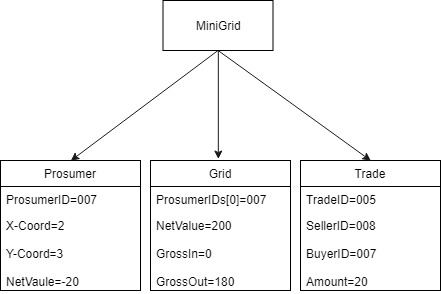 MiniGrid
Prosumer
ProsumerID=007
X-Coord=2
Y-Coord=3
NetVaule=-20
Grid
ProsumerIDs[0]=007
NetValue=200
GrossIn=0
GrossOut=180
Trade
TradeID=005
SellerID=008
BuyerID=007
Amount=20